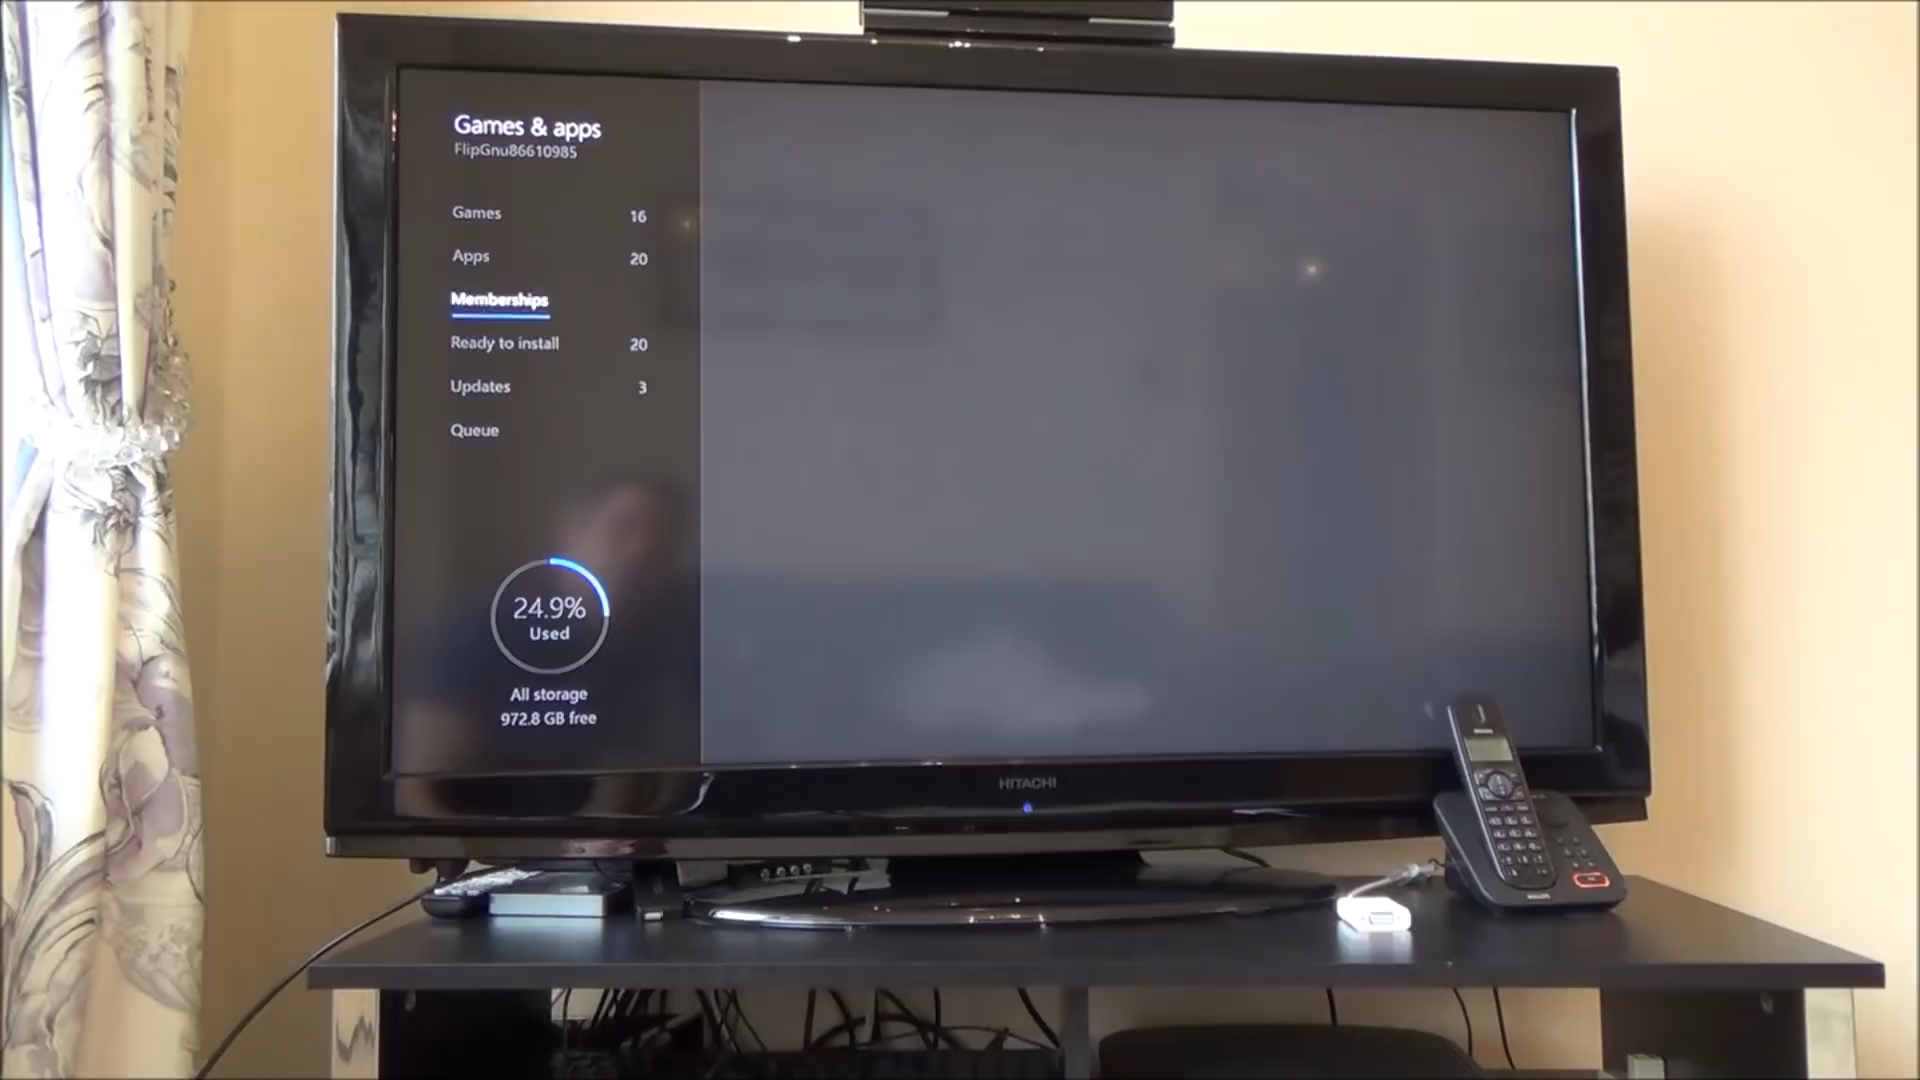 Games & apps
FlipGnu86610985
Games 16
Apps 20
Memberships
Ready to install 20
Updates 3
Queue
24.9%
Used
All storage
972.8 GB free
HITACHI